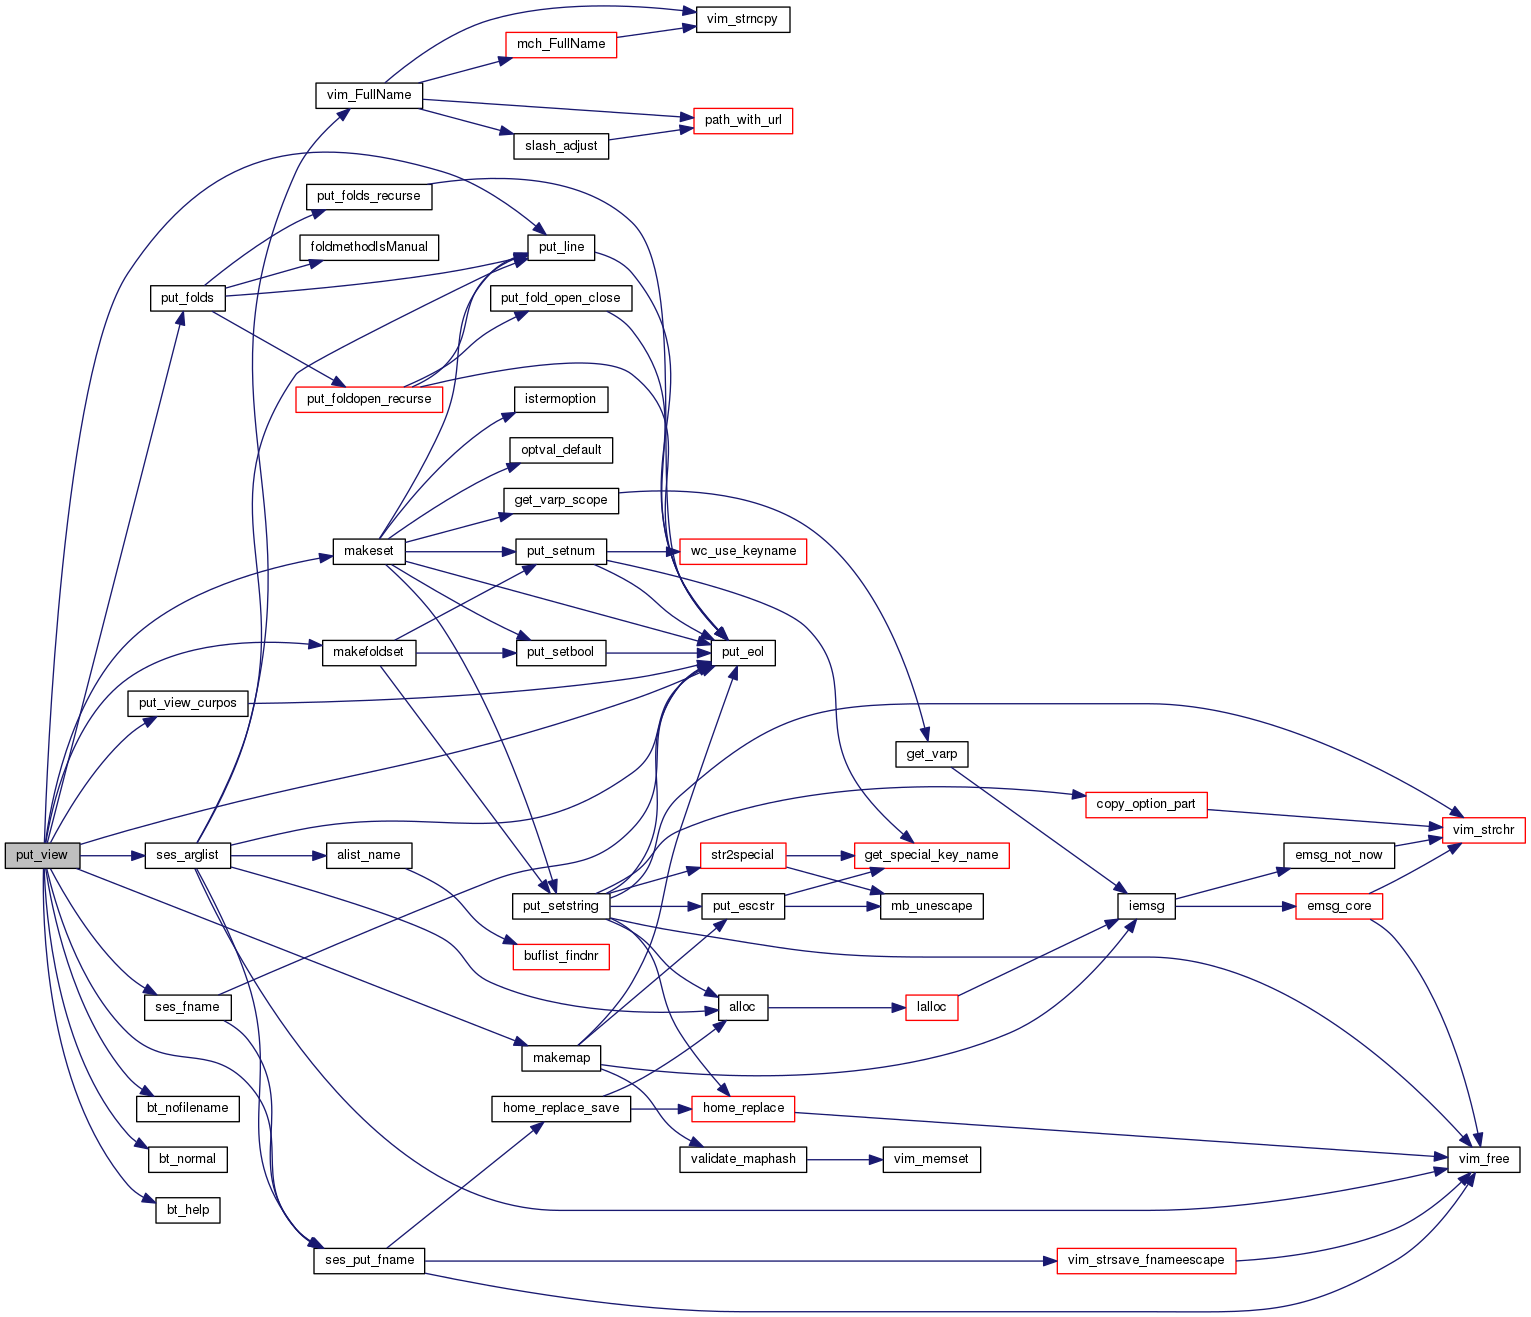 vim_strncpy
mch_FullName
vim_FullName
path_with_url
slash_adjust
put_folds_recurse
foldmethodIsManual
put_line
put_folds
put_fold_open_close
put_foldopen_recurse
istermoption
optval_default
get_varp_scope
makeset
put_setnum
wc_use_keyname
makefoldset
put_setbool
put_eol
put_view_curpos
get_varp
copy_option_part
vim_strchr
put_view
ses_arglist
alist_name
str2special
get_special_key_name
emsg_not_now
put_setstring
put_escstr
mb_unescape
iemsg
emsg_core
buflist_findnr
ses_fname
alloc
lalloc
makemap
bt_nofilename
home_replace_save
home_replace
bt_normal
validate_maphash
vim_memset
vim_free
bt_help
ses_put_fname
vim_strsave_fnameescape